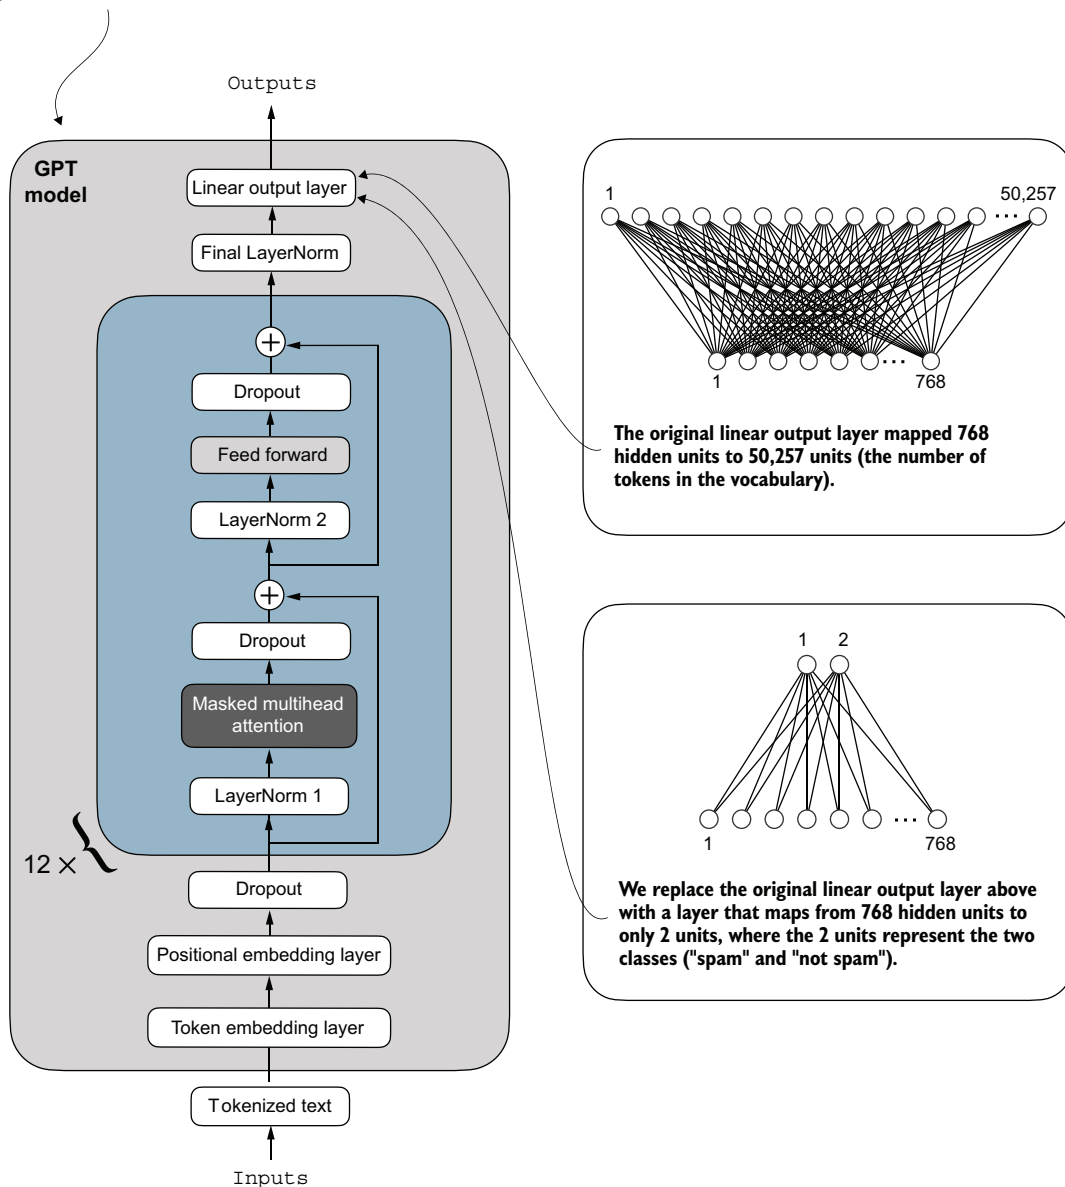 Outputs
GPT
model
Linear output layer
Final LayerNorm
+
Dropout
Feed forward
LayerNorm 2
+
Dropout
Masked multihead
attention
LayerNorm 1
12 ×
Dropout
Positional embedding layer
Token embedding layer
Tokenized text
Inputs
1 50,257
...
...
1 768
The original linear output layer mapped 768
hidden units to 50,257 units (the number of
tokens in the vocabulary).
1 2
...
1 768
We replace the original linear output layer above
with a layer that maps from 768 hidden units to
only 2 units, where the 2 units represent the two
classes ("spam" and "not spam").